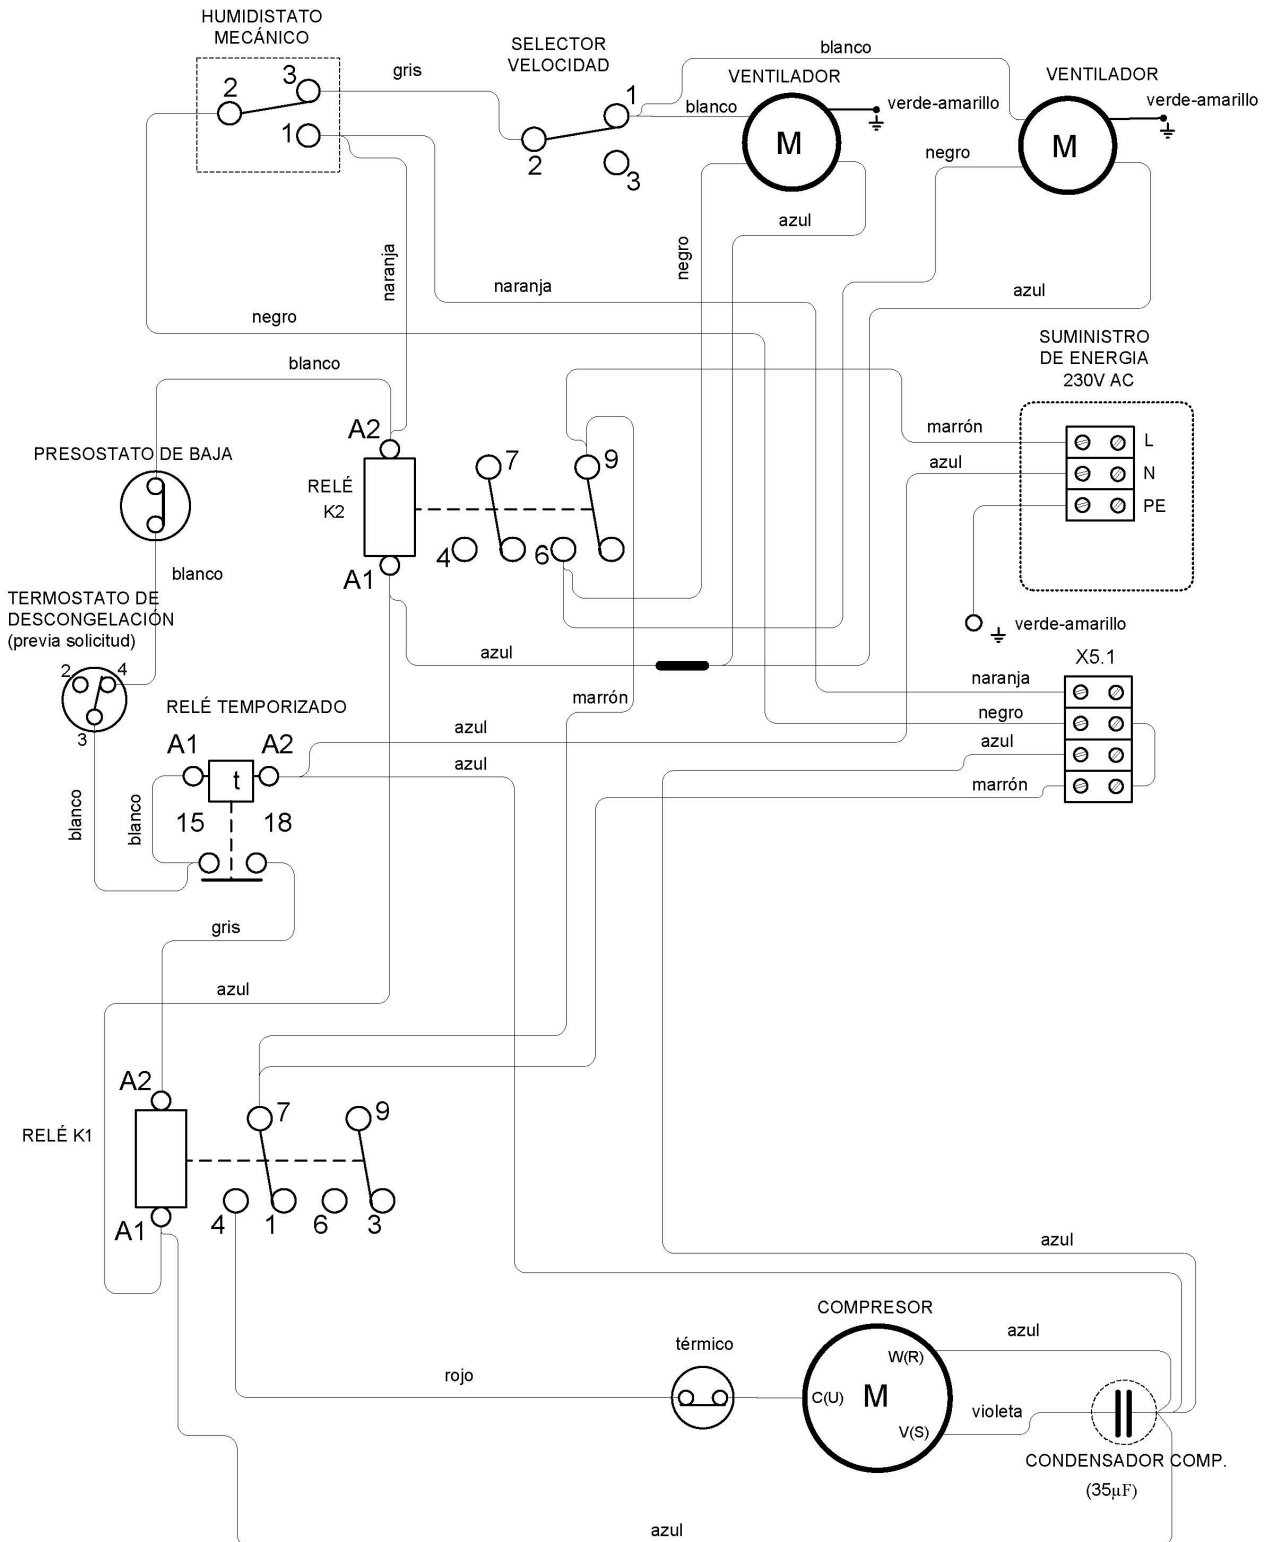 HUMIDISTATO
MECÁNICO
2
3
1
gris
SELECTOR
VELOCIDAD
1
2
3
blanco
blanco
VENTILADOR
M
verde-amarillo
VENTILADOR
M
verde-amarillo
negro
azul
negro
naranja
naranja
azul
negro
blanco
SUMINISTRO
DE ENERGIA
230V AC
marrón
L
azul
N
PE
verde-amarillo
PRESOSTATO DE BAJA
A2
RELÉ
K2
A1
7
9
4
6
blanco
TERMOSTATO DE
DESCONGELACIÓN
(previa solicitud)
2
4
3
azul
marrón
X5.1
naranja
negro
azul
marrón
RELÉ TEMPORIZADO
A1
A2
t
15
18
azul
azul
blanco
blanco
gris
azul
A2
RELÉ K1
A1
7
9
4
1
6
3
azul
COMPRESOR
térmico
rojo
W(R)
C(U)
M
V(S)
azul
violeta
CONDENSADOR COMP.
(35µF)
azul